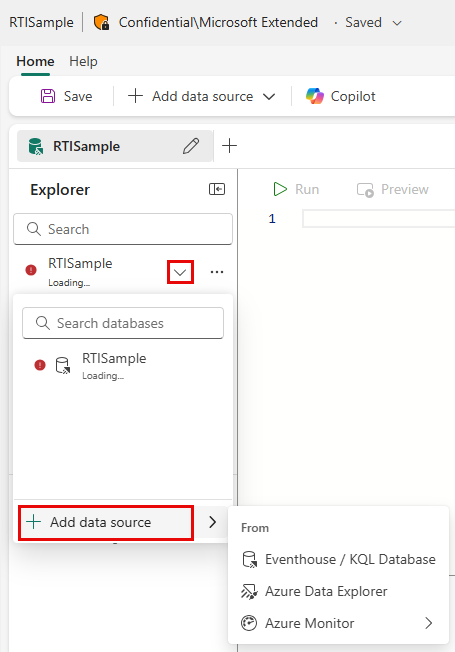 RTISample Confidential\Microsoft Extended · Saved
Home Help
Save Add data source Copilot
RTISample
Explorer Run Preview
1
Search
RTISample
Loading...
Search databases
RTISample
Loading...
Add data source
From
Eventhouse / KQL Database
Azure Data Explorer
Azure Monitor